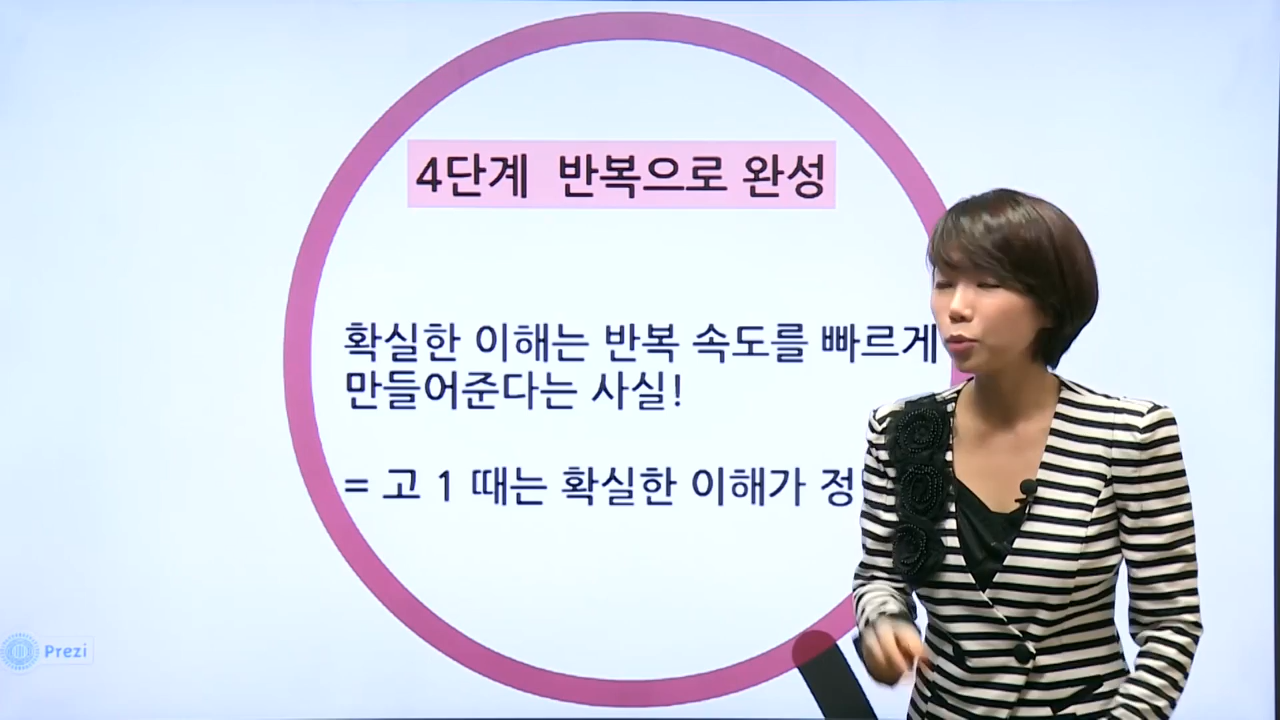 4단계 반복으로 완성
확실한 이해는 반복 속도를 빠르게
만들어준다는 사실!
= 고 1 때는 확실한 이해가
Prezi